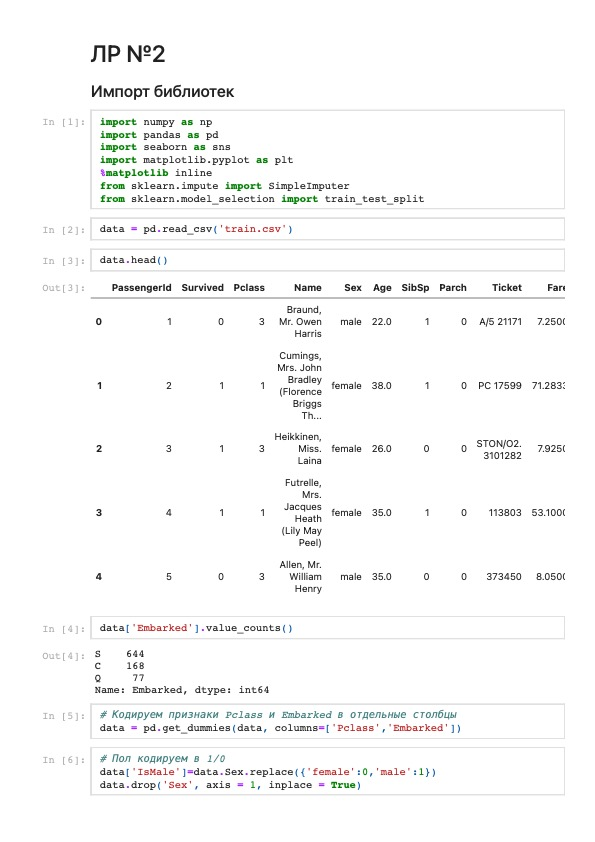 ЛР №2
Импорт библиотек
In [1]: import numpy as np
import pandas as pd
import seaborn as sns
import matplotlib.pyplot as plt
%matplotlib inline
from sklearn.impute import SimpleImputer
from sklearn.model_selection import train_test_split
In [2]: data = pd.read_csv('train.csv')
In [3]: data.head()
Out[3]: PassengerId Survived Pclass Name Sex Age SibSp Parch Ticket Fare
Braund,
0 1 0 3 Mr. Owen male 22.0 1 0 A/5 21171 7.2500
Harris
Cumings,
Mrs. John
1 2 1 1 Bradley female 38.0 1 0 PC 17599 71.2833
(Florence
Briggs
Th...
Heikkinen,
2 3 1 3 Miss. female 26.0 0 0 STON/O2. 7.9250
Laina 3101282
Futrelle,
Mrs.
3 4 1 1 Jacques female 35.0 1 0 113803 53.1000
Heath
(Lily May
Peel)
Allen, Mr.
4 5 0 3 William male 35.0 0 0 373450 8.0500
Henry
In [4]: data['Embarked'].value_counts()
Out[4]: S 644
C 168
Q 77
Name: Embarked, dtype: int64
In [5]: # Кодируем признаки Pclass и Embarked в отдельные столбцы
data = pd.get_dummies(data, columns=['Pclass','Embarked'])
In [6]: # Пол кодируем в 1/0
data['IsMale']=data.Sex.replace({'female':0,'male':1})
data.drop('Sex', axis = 1, inplace = True)